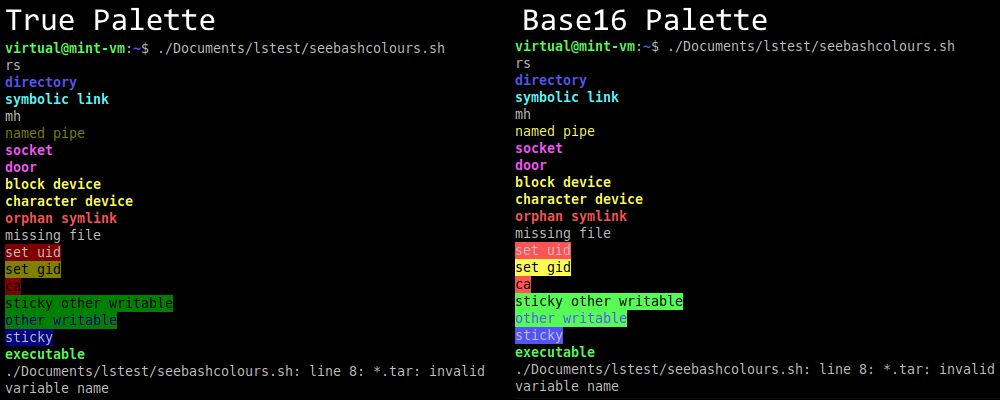 True Palette
virtual@mint-vm:~$ ./Documents/lstest/seebashcolours.sh
rs
directory
symbolic link
mh
named pipe
socket
door
block device
character device
orphan symlink
missing file
set uid
set gid
ca
sticky other writable
other writable
sticky
executable
./Documents/lstest/seebashcolours.sh: line 8: *.tar: invalid
variable name
Base16 Palette
virtual@mint-vm:~$ ./Documents/lstest/seebashcolours.sh
rs
directory
symbolic link
mh
named pipe
socket
door
block device
character device
orphan symlink
missing file
set uid
set gid
ca
sticky other writable
other writable
sticky
executable
./Documents/lstest/seebashcolours.sh: line 8: *.tar: invalid
variable name